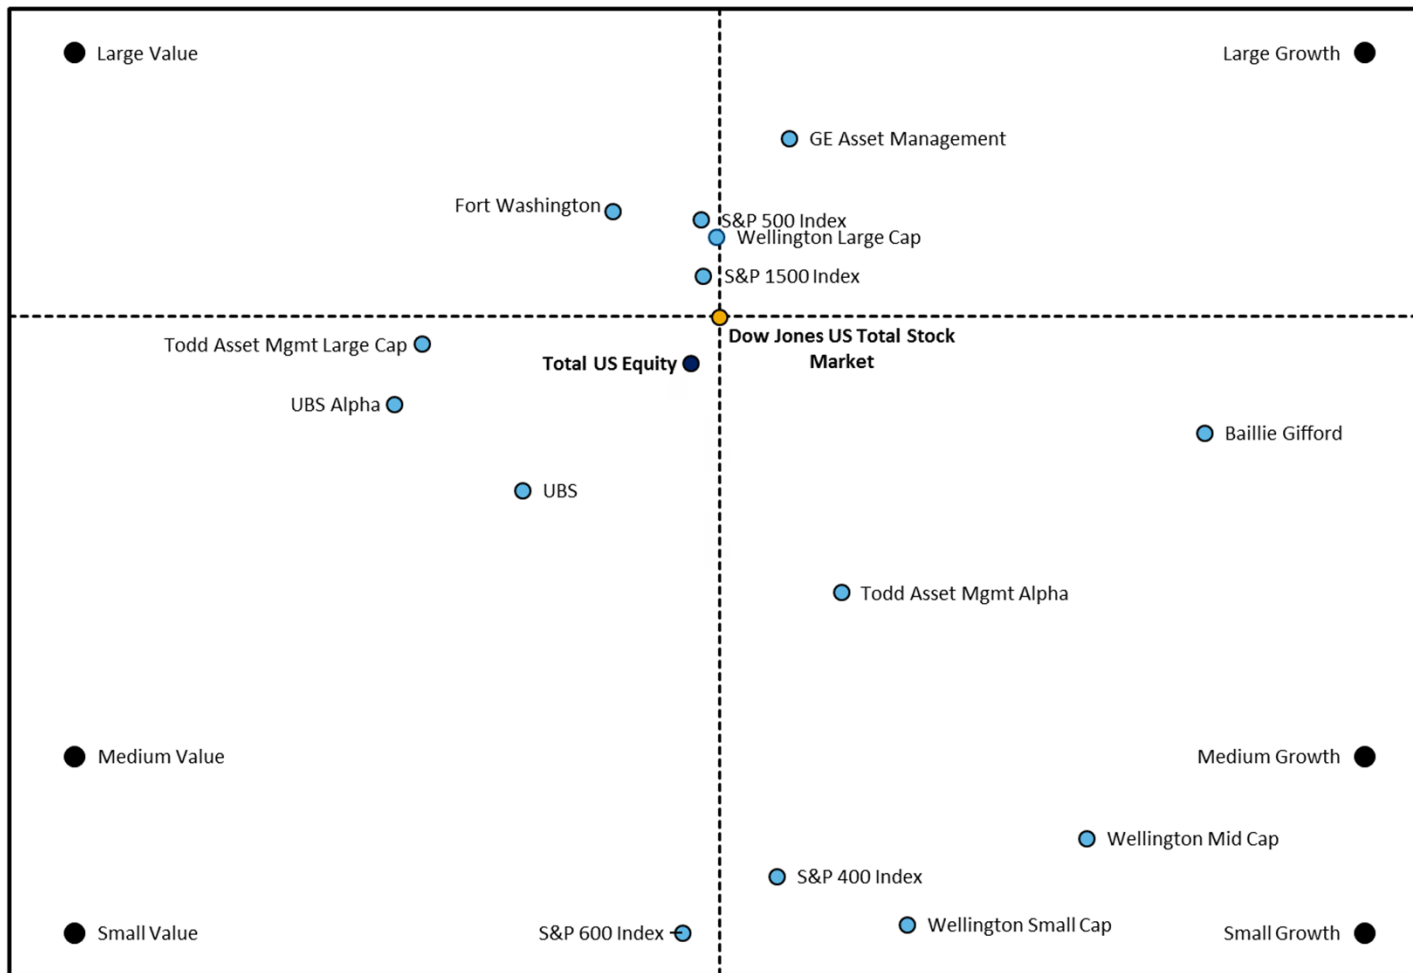 Large Value
Large Growth
GE Asset Management
Fort Washington
S&P 500 Index
Wellington Large Cap
S&P 1500 Index
Dow Jones US Total Stock
Market
Todd Asset Mgmt Large Cap
Total US Equity
UBS Alpha
Baillie Gifford
UBS
Todd Asset Mgmt Alpha
Medium Value
Medium Growth
Wellington Mid Cap
S&P 400 Index
Wellington Small Cap
Small Value
S&P 600 Index
Small Growth